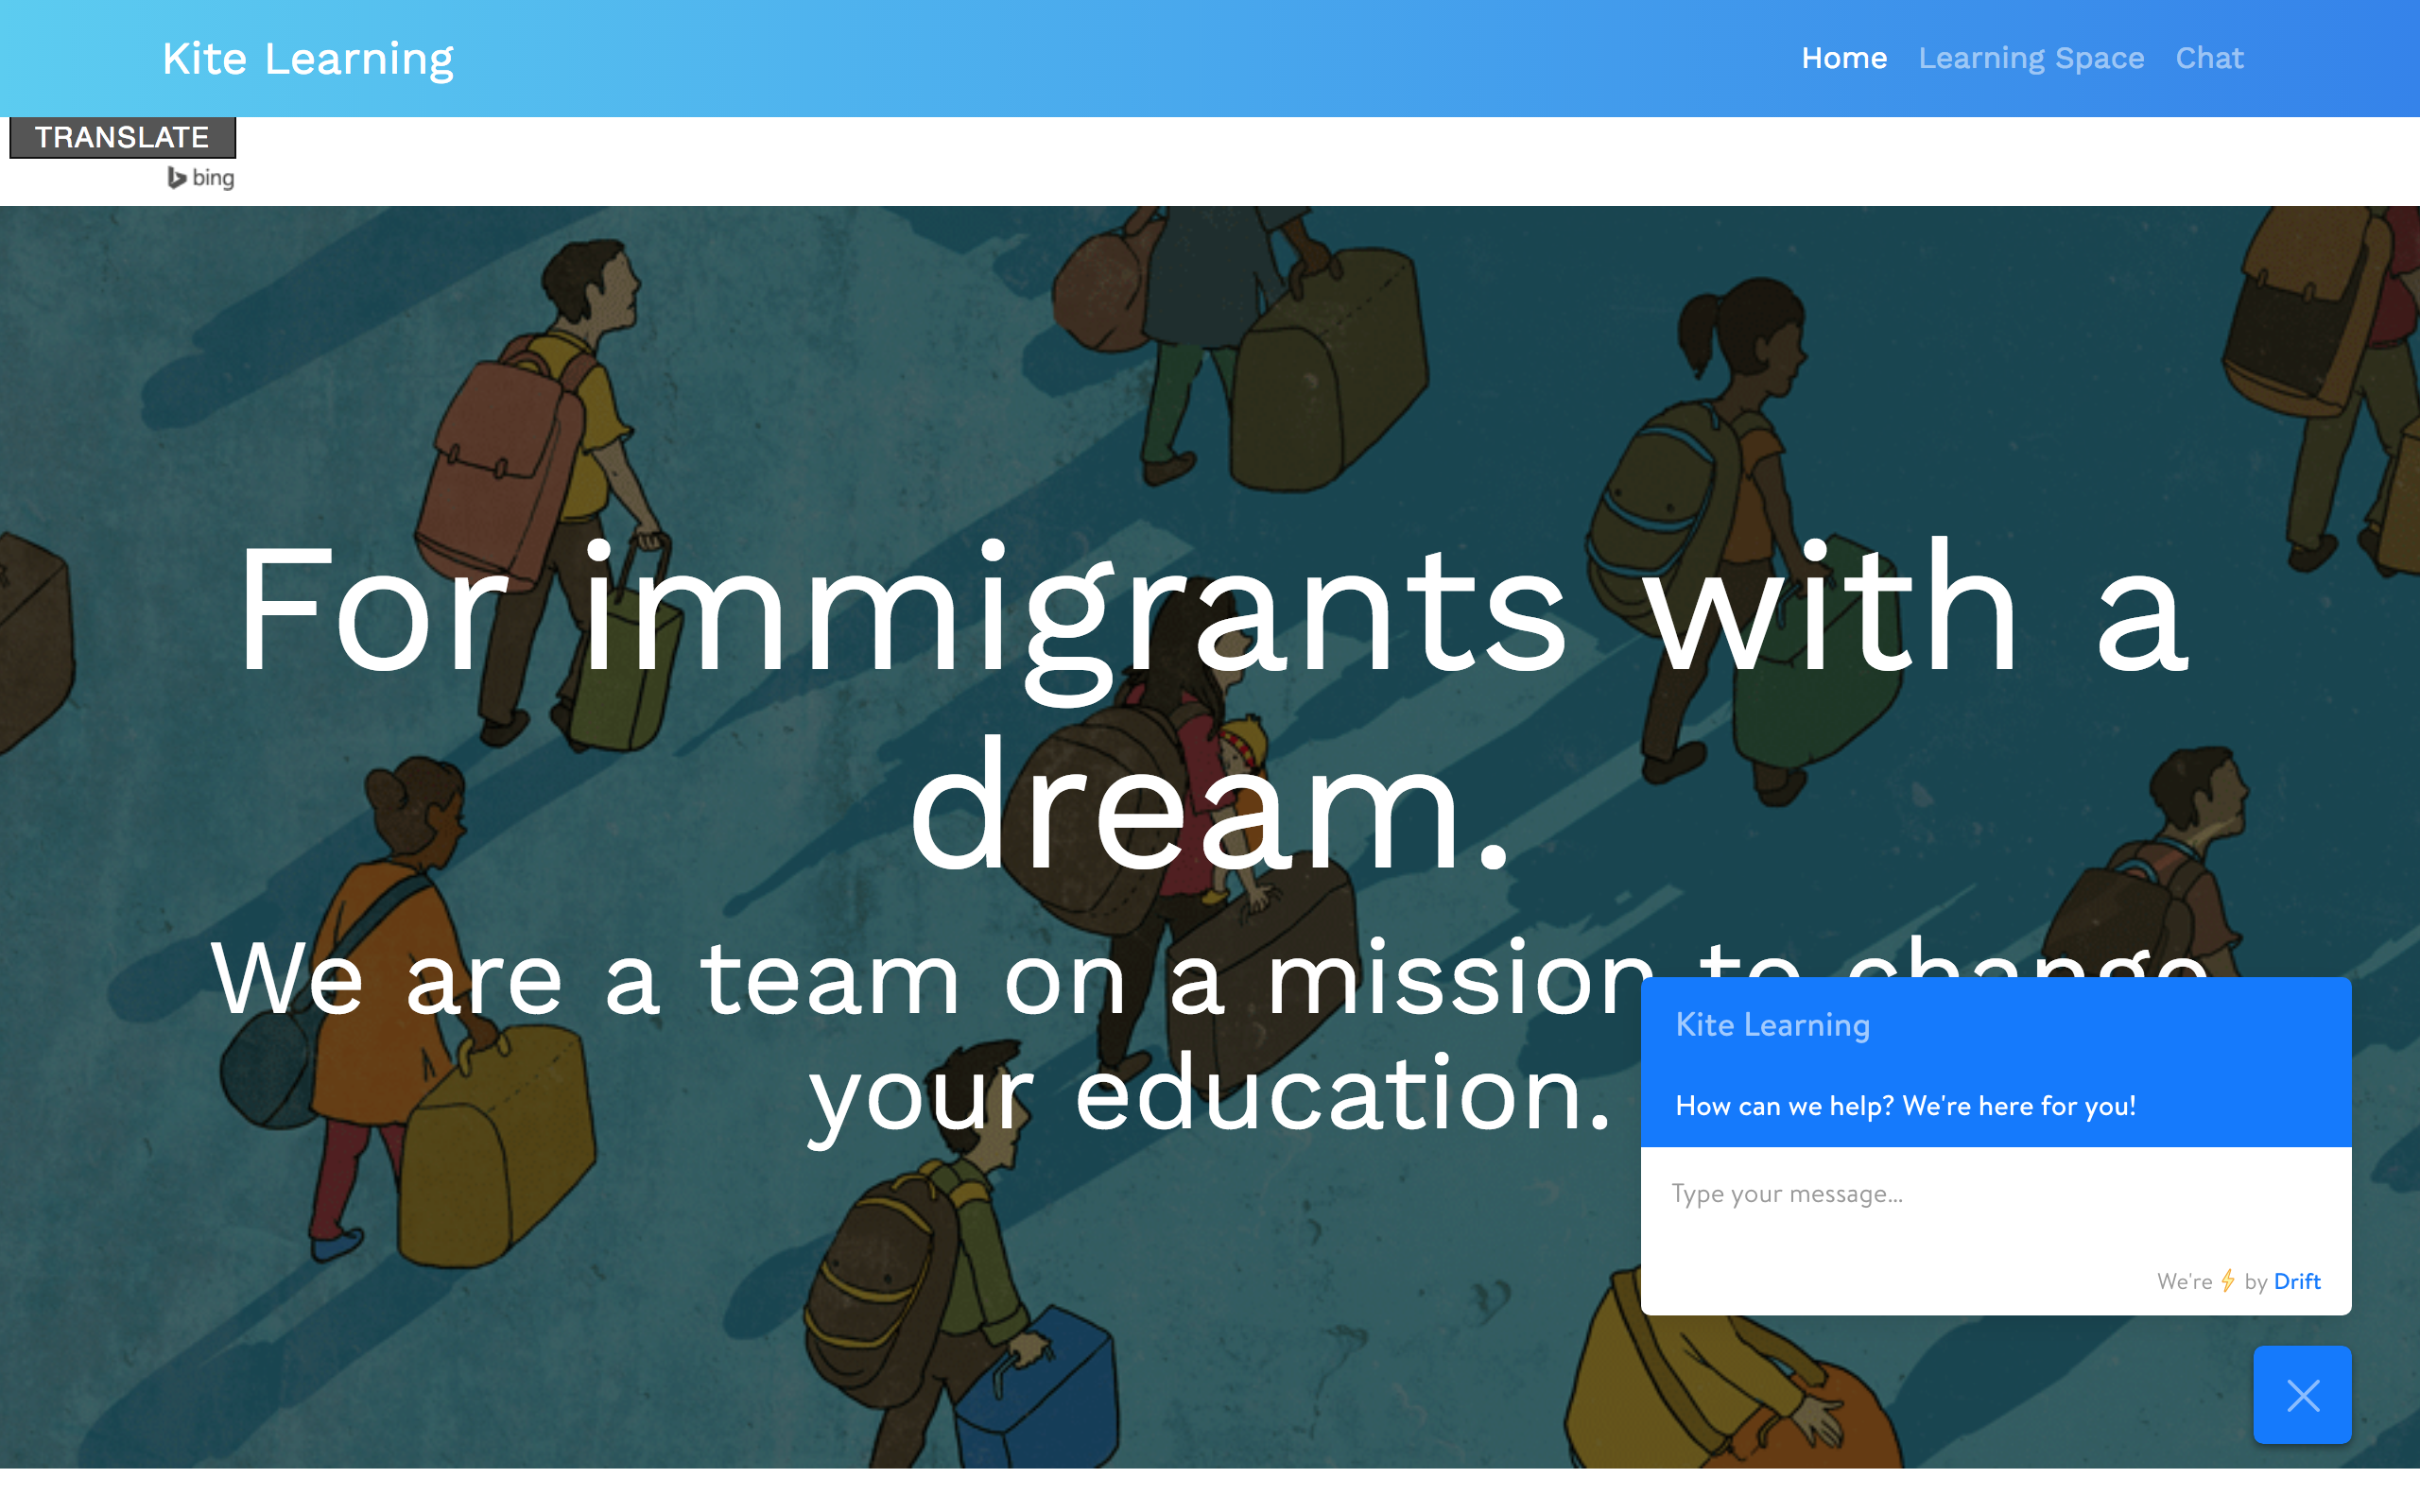 Kite Learning
Home Learning Space Chat
TRANSLATE
bing
For immigrants with a
dream.
We are a team on a mission to change
your education.
Kite Learning
How can we help? We're here for you!
Type your message...
We're ⚡ by Drift